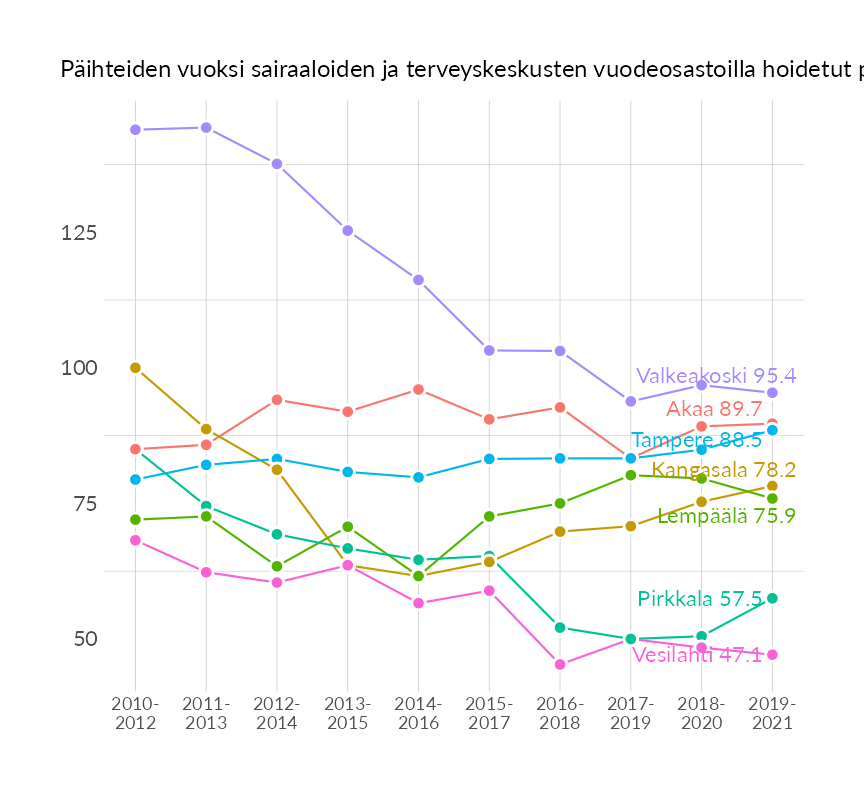 Päihteiden vuoksi sairaaloiden ja terveyskeskusten vuodeosastoilla hoidetut
125
100
75
50
Valkeakoski 95.4
Akaa 89.7
Tampere 88.5
Kangasala 78.2
Lempäälä 75.9
Pirkkala 57.5
Vesilahti 47.1
2010- 2011- 2012- 2013- 2014- 2015- 2016- 2017- 2018- 2019-
2012 2013 2014 2015 2016 2017 2018 2019 2020 2021